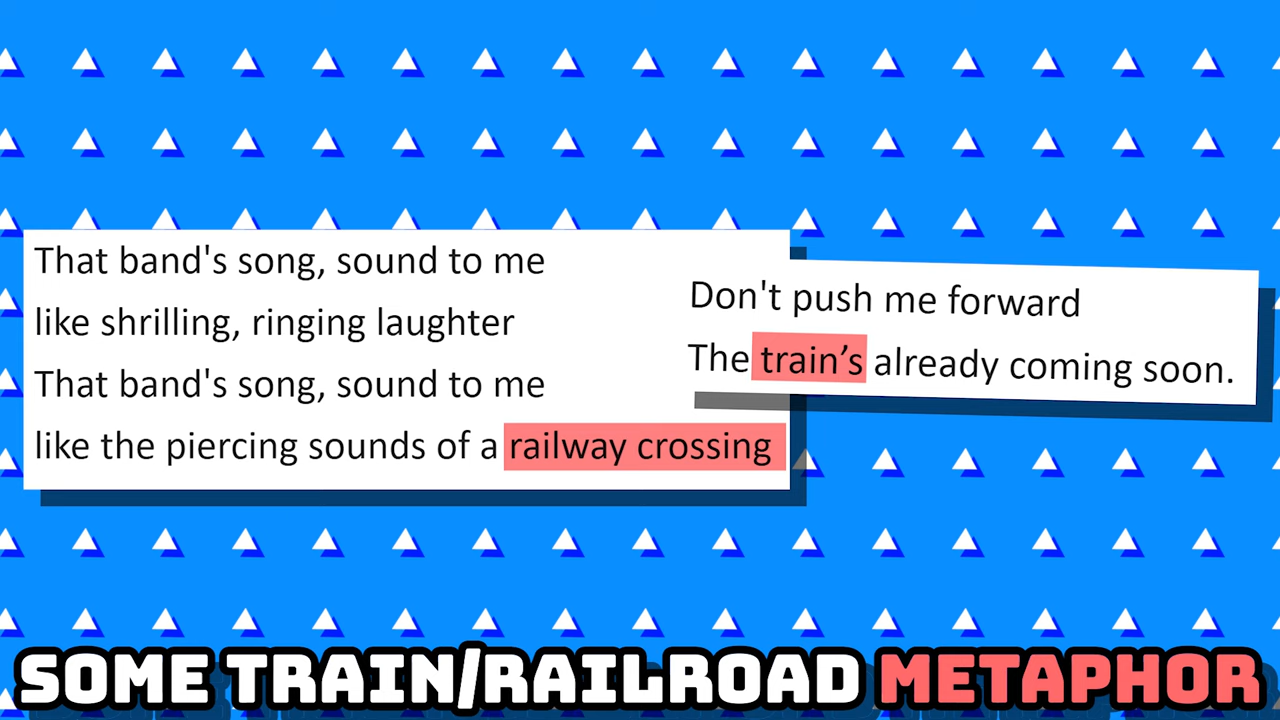 That band's song, sound to me
like shrilling, ringing laughter
That band's song, sound to me
like the piercing sounds of a railway crossing
Don't push me forward
The train’s already coming soon.
SOME TRAIN/RAILROAD METAPHOR